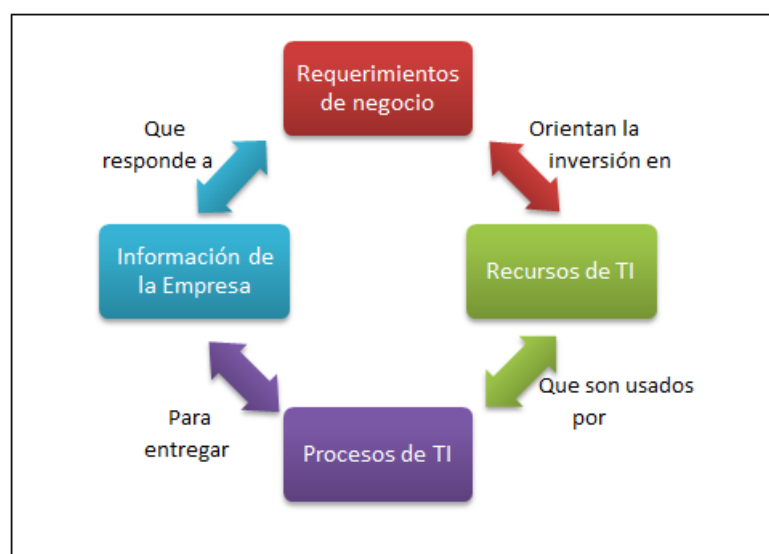 Requerimientos
de negocio
Orientan la
inversión en
Recursos de TI
Que son usados
por
Procesos de TI
Para
entregar
Información de
la Empresa
Que
responde a